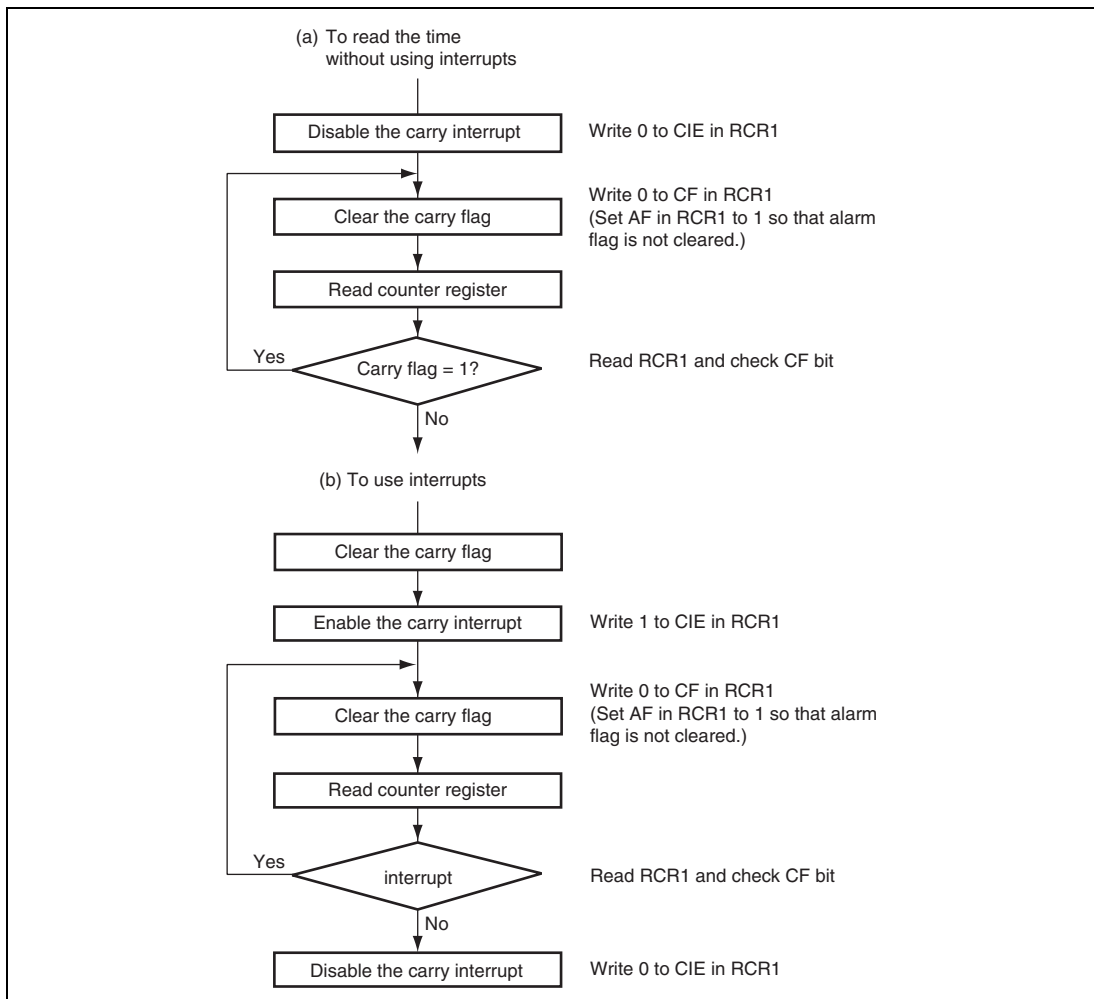 (a) To read the time
without using interrupts
Disable the carry interrupt
Write 0 to CIE in RCR1
Clear the carry flag
Write 0 to CF in RCR1
(Set AF in RCR1 to 1 so that alarm
flag is not cleared.)
Read counter register
Yes
Carry flag = 1?
Read RCR1 and check CF bit
No
(b) To use interrupts
Clear the carry flag
Enable the carry interrupt
Write 1 to CIE in RCR1
Clear the carry flag
Write 0 to CF in RCR1
(Set AF in RCR1 to 1 so that alarm
flag is not cleared.)
Read counter register
Yes
interrupt
Read RCR1 and check CF bit
No
Disable the carry interrupt
Write 0 to CIE in RCR1